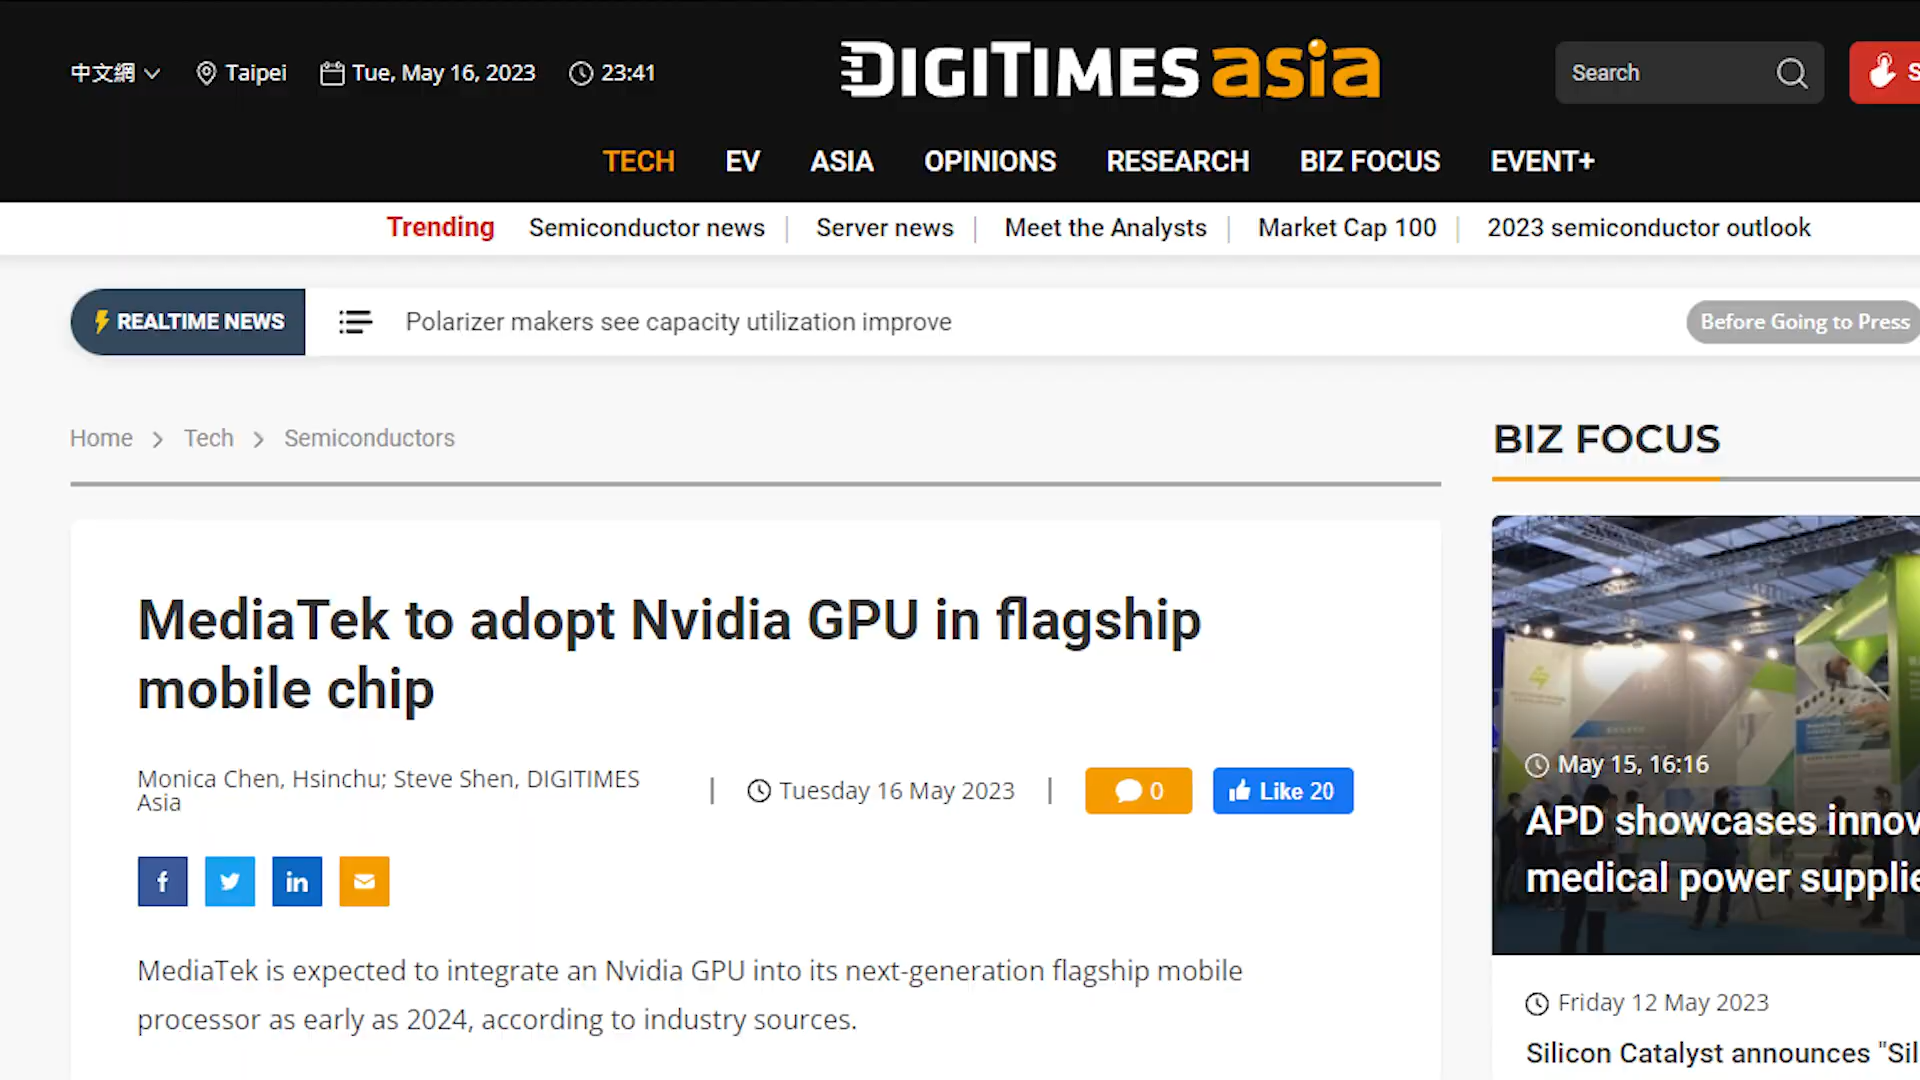 中文網
Taipei
Tue, May 16, 2023
23:41
DIGITIMES asia
Search
S
TECH EV ASIA OPINIONS RESEARCH BIZ FOCUS EVENT+
Trending Semiconductor news | Server news | Meet the Analysts | Market Cap 100 | 2023 semiconductor outlook
REALTIME NEWS
Polarizer makers see capacity utilization improve
Before Going to Press
Home > Tech > Semiconductors
MediaTek to adopt Nvidia GPU in flagship
mobile chip
Monica Chen, Hsinchu; Steve Shen, DIGITIMES
Asia
| Tuesday 16 May 2023 |
0
Like 20
f
in
MediaTek is expected to integrate an Nvidia GPU into its next-generation flagship mobile
processor as early as 2024, according to industry sources.
BIZ FOCUS
May 15, 16:16
APD showcases innov
medical power supplie
Friday 12 May 2023
Silicon Catalyst announces "Sil